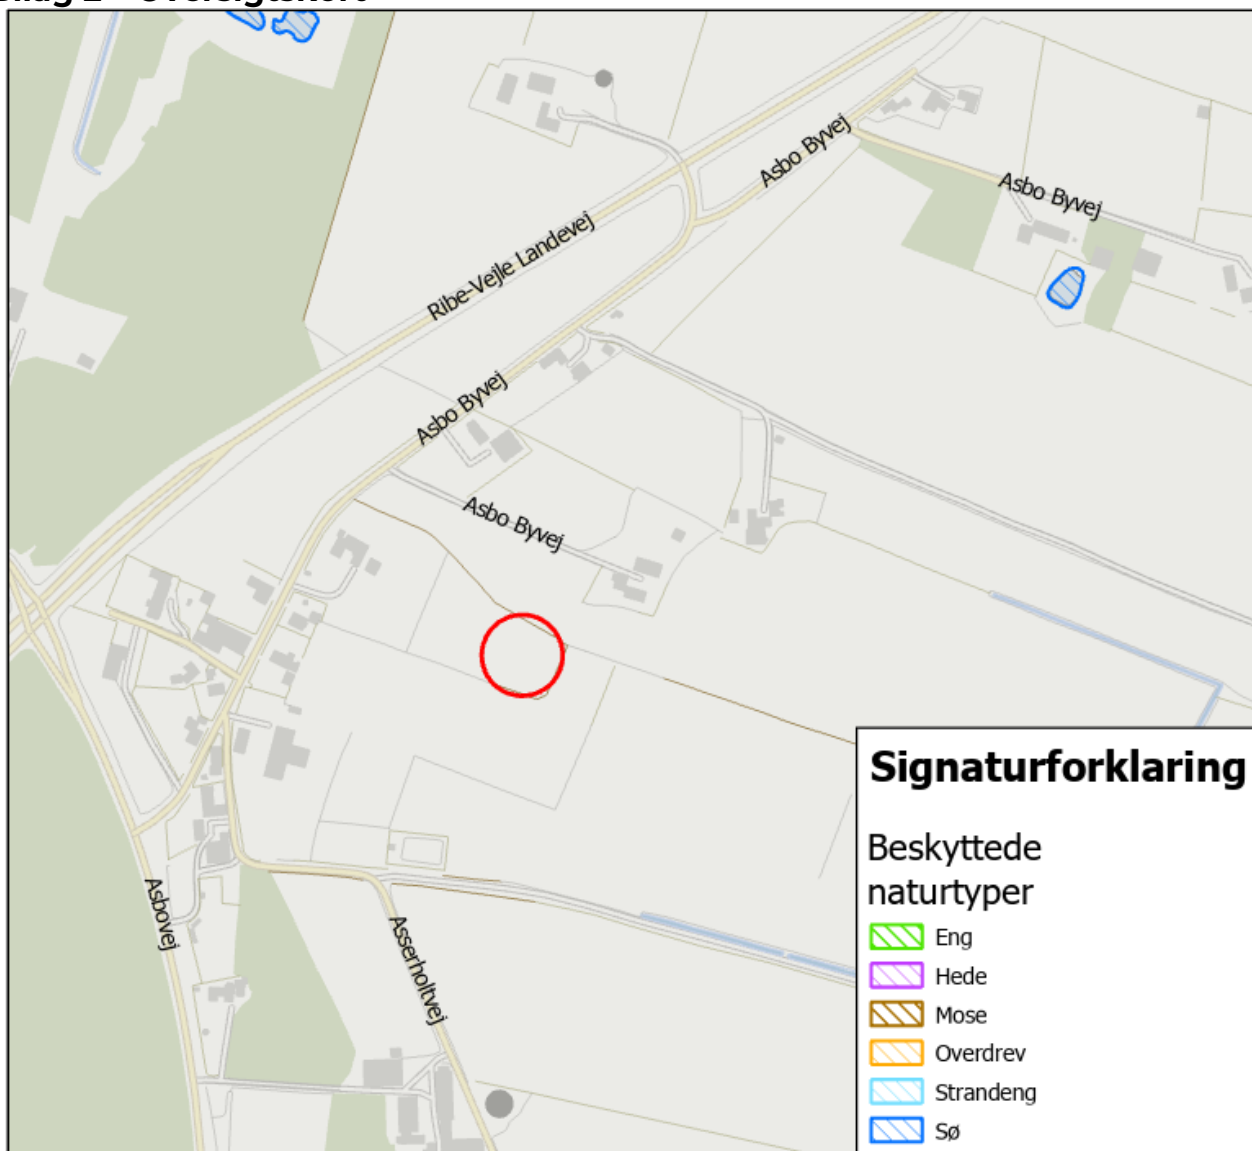 Asbo Byvej
Asbo Byvej
Ribe-Vejle Landevej
Asbo Byvej
Asbo Byvej
Asbovej
Asserholtvej
Signaturforklaring
Beskyttede
naturtyper
Eng
Hede
Mose
Overdrev
Strandeng
Sø